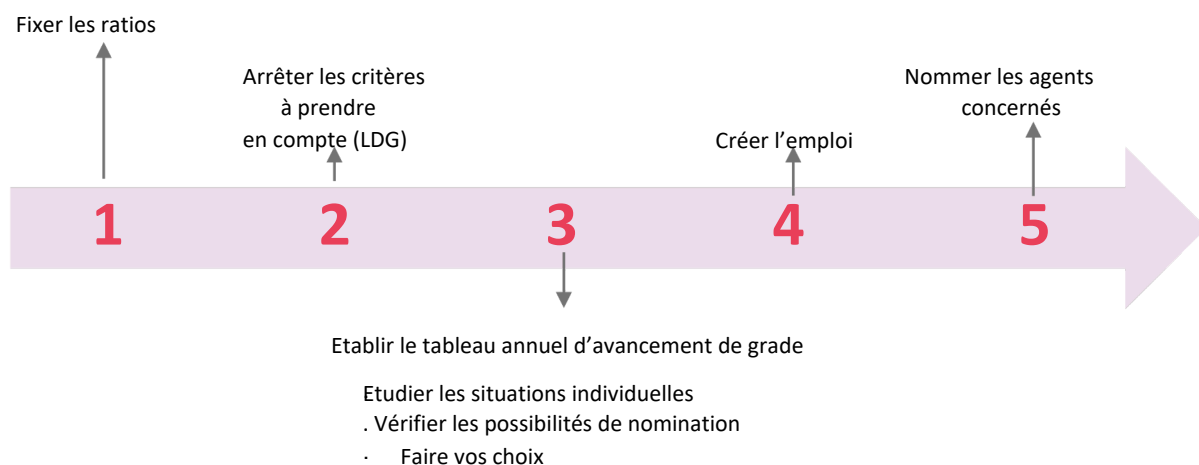 Fixer les ratios
Arrêter les critères
à prendre
en compte (LDG)
Nommer les agents
concernés
Créer l’emploi
1
2
3
4
5
Etablir le tableau annuel d’avancement de grade
Etudier les situations individuelles
. Vérifier les possibilités de nomination
· Faire vos choix